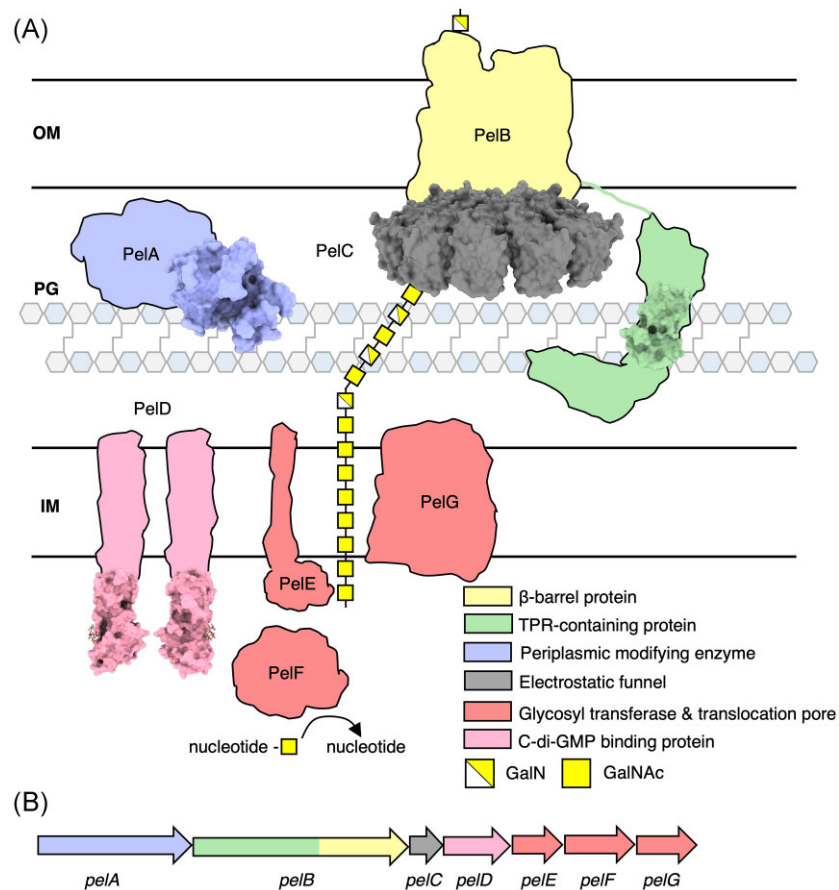 (A)
OM
PelB
PelA
PelC
PG
PelD
IM
PelG
PelE
PelF
nucleotide - nucleotide
β-barrel protein
TPR-containing protein
Periplasmic modifying enzyme
Electrostatic funnel
Glycosyl transferase & translocation pore
C-di-GMP binding protein
GalN GalNAc
(B)
pelA pelB pelC pelD pelE pelF pelG